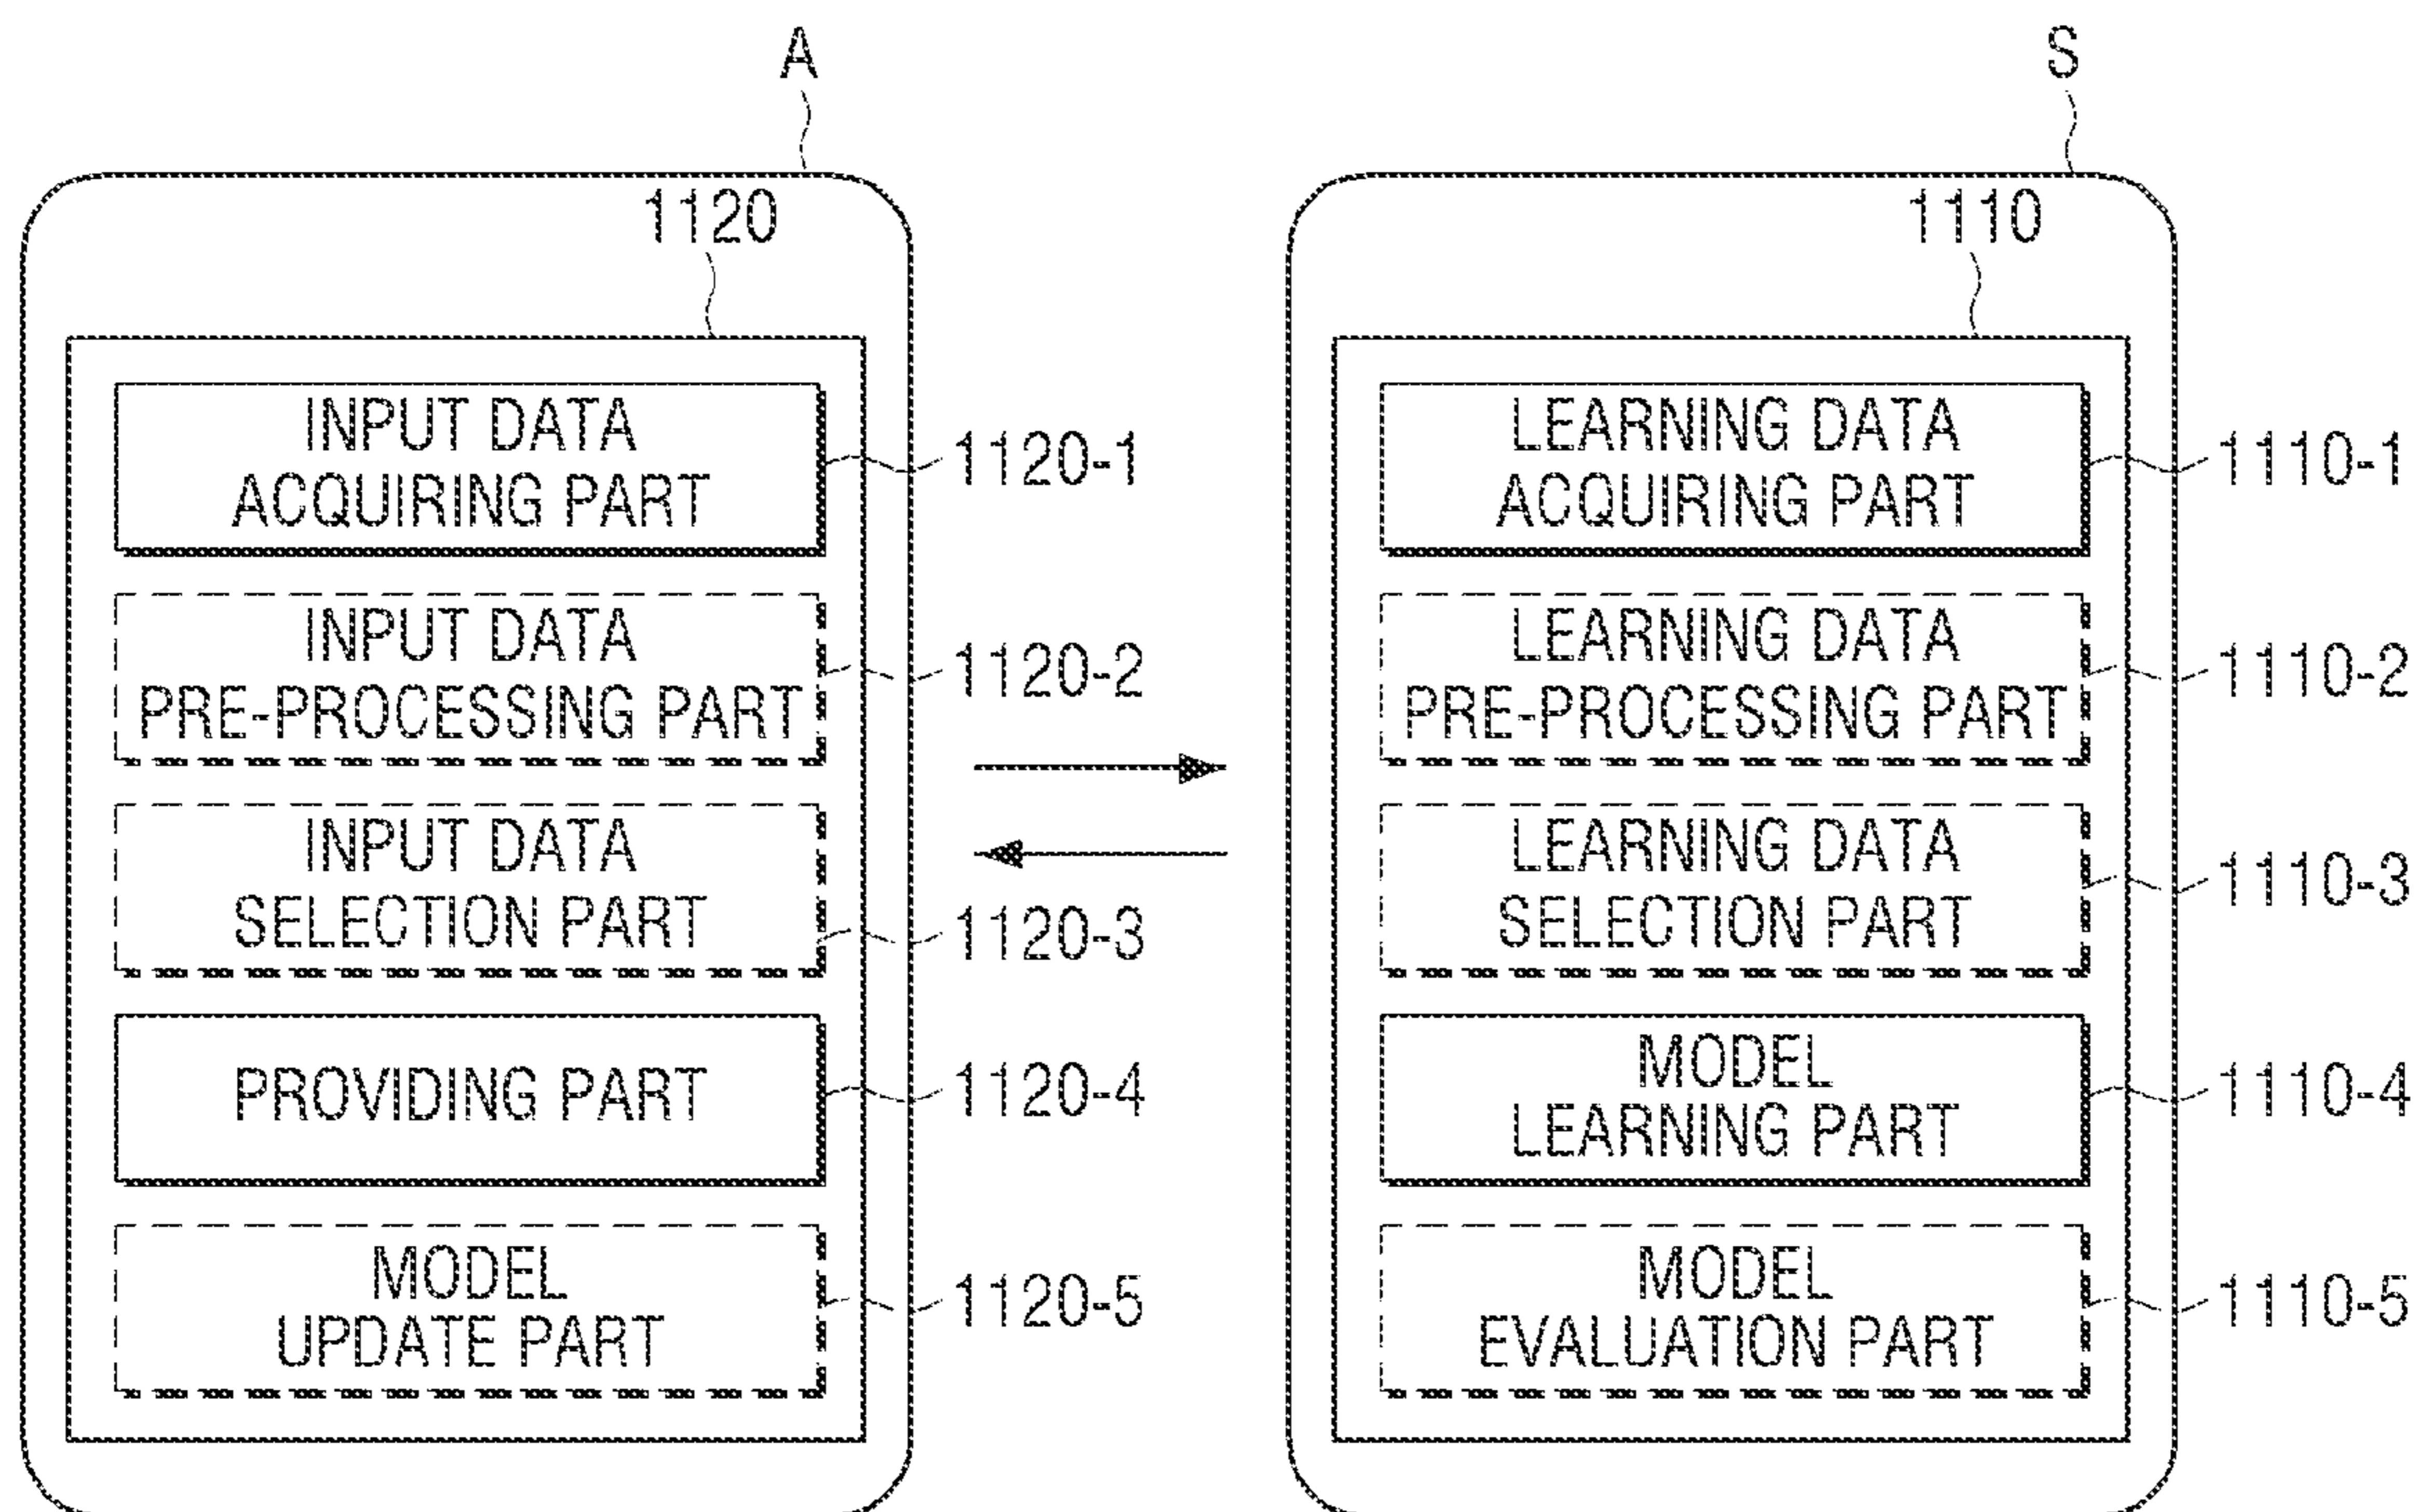 A
1120
INPUT DATA
ACQUIRING PART
1120-1
INPUT DATA
PRE-PROCESSING PART
1120-2
INPUT DATA
SELECTION PART
1120-3
PROVIDING PART
1120-4
MODEL
UPDATE PART
1120-5
S
1110
LEARNING DATA
ACQUIRING PART
1110-1
LEARNING DATA
PRE-PROCESSING PART
1110-2
LEARNING DATA
SELECTION PART
1110-3
MODEL
LEARNING PART
1110-4
MODEL
EVALUATION PART
1110-5